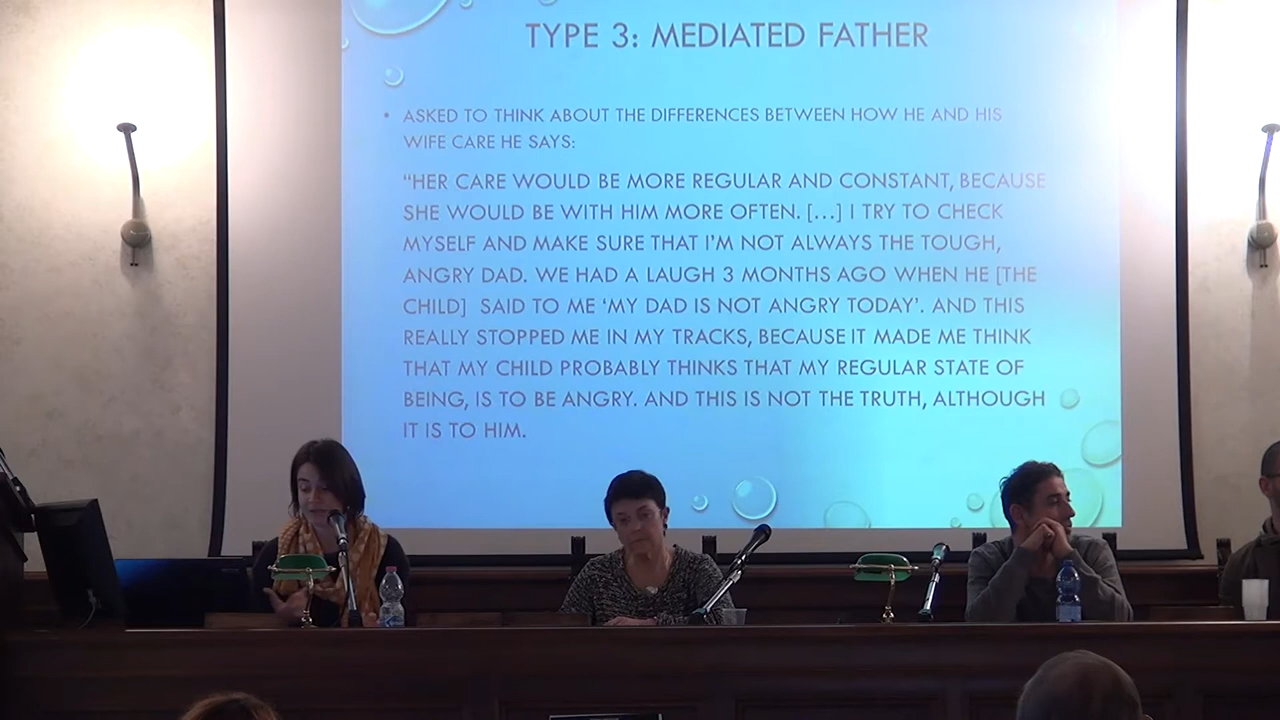 TYPE 3: MEDIATED FATHER
• ASKED TO THINK ABOUT THE DIFFERENCES BETWEEN HOW HE AND HIS
WIFE CARE HE SAYS:
“HER CARE WOULD BE MORE REGULAR AND CONSTANT, BECAUSE
SHE WOULD BE WITH HIM MORE OFTEN. […] I TRY TO CHECK
MYSELF AND MAKE SURE THAT I’M NOT ALWAYS THE TOUGH,
ANGRY DAD. WE HAD A LAUGH 3 MONTHS AGO WHEN HE [THE
CHILD] SAID TO ME ‘MY DAD IS NOT ANGRY TODAY’. AND THIS
REALLY STOPPED ME IN MY TRACKS, BECAUSE IT MADE ME THINK
THAT MY CHILD PROBABLY THINKS THAT MY REGULAR STATE OF
BEING, IS TO BE ANGRY. AND THIS IS NOT THE TRUTH, ALTHOUGH
IT IS TO HIM.